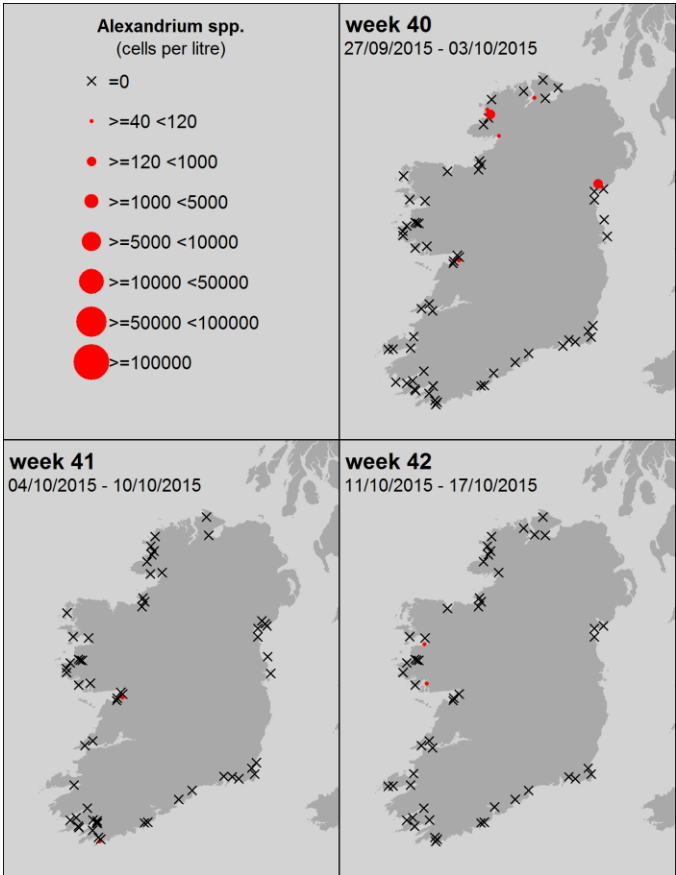 Alexandrium spp.
(cells per litre)
=0
>=40 <120
>=120 <1000
>=1000 <5000
>=5000 <10000
>=10000 <50000
>=50000 <100000
>=100000
week 40
27/09/2015 - 03/10/2015
week 41
04/10/2015 - 10/10/2015
week 42
11/10/2015 - 17/10/2015